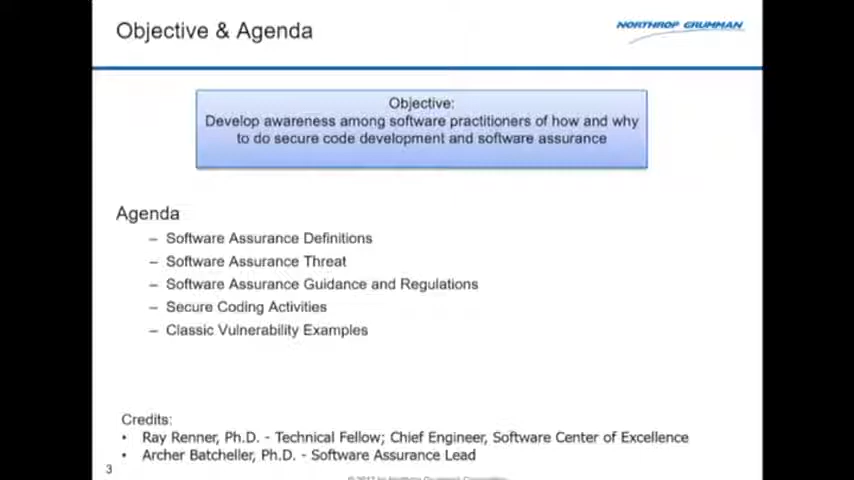 Objective & Agenda
NORTHROP GRUMMAN
Objective:
Develop awareness among software practitioners of how and why
to do secure code development and software assurance
Agenda
– Software Assurance Definitions
– Software Assurance Threat
– Software Assurance Guidance and Regulations
– Secure Coding Activities
– Classic Vulnerability Examples
Credits:
• Ray Renner, Ph.D. - Technical Fellow; Chief Engineer, Software Center of Excellence
• Archer Batcheller, Ph.D. - Software Assurance Lead
3